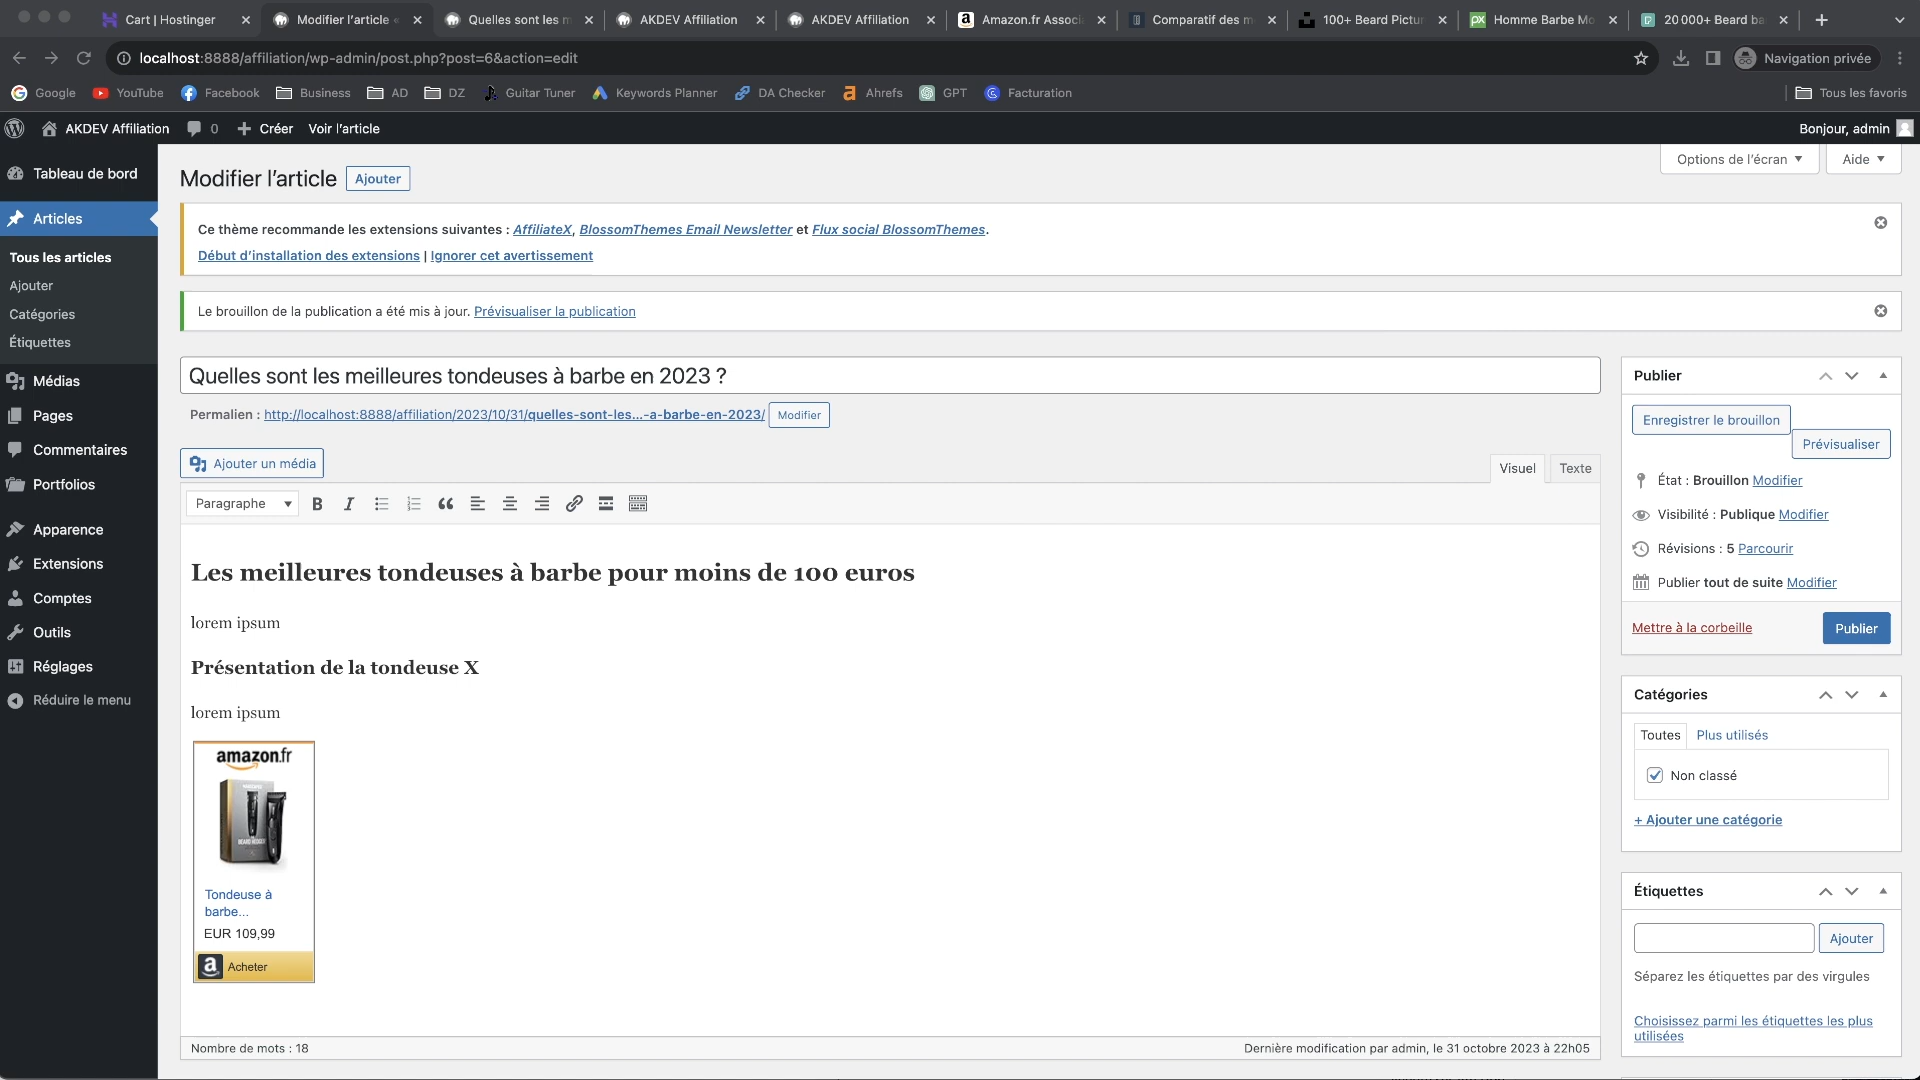 Cart | Hostinger
Modifier l'article «
Quelles sont les m
AKDEV Affiliation
AKDEV Affiliation
Amazon.fr Associ
Comparatif des m
100+ Beard Pictur
Homme Barbe Mo
20 000+ Beard ba
localhost:8888/affiliation/wp-admin/post.php?post=6&action=edit
Navigation privée
Google
YouTube
Facebook
Business
AD
DZ
Guitar Tuner
Keywords Planner
DA Checker
Ahrefs
GPT
Facturation
Tous les favoris
AKDEV Affiliation
0
Créer
Voir l'article
Bonjour, admin
Tableau de bord
Articles
Tous les articles
Ajouter
Catégories
Étiquettes
Médias
Pages
Commentaires
Portfolios
Apparence
Extensions
Comptes
Outils
Réglages
Réduire le menu
Options de l'écran
Aide
Modifier l'article
Ajouter
Ce thème recommande les extensions suivantes : AffiliateX, BlossomThemes Email Newsletter et Flux social BlossomThemes.
Début d'installation des extensions | Ignorer cet avertissement
Le brouillon de la publication a été mis à jour. Prévisualiser la publication
Quelles sont les meilleures tondeuses à barbe en 2023 ?
Permalien : http://localhost:8888/affiliation/2023/10/31/quelles-sont-les...-a-barbe-en-2023/ Modifier
Ajouter un média
Visuel
Texte
Paragraphe
Les meilleures tondeuses à barbe pour moins de 100 euros
lorem ipsum
Présentation de la tondeuse X
lorem ipsum
amazon.fr
Tondeuse à
barbe...
EUR 109,99
Acheter
Nombre de mots : 18
Dernière modification par admin, le 31 octobre 2023 à 22h05
Publier
Enregistrer le brouillon
Prévisualiser
État : Brouillon Modifier
Visibilité : Publique Modifier
Révisions : 5 Parcourir
Publier tout de suite Modifier
Mettre à la corbeille
Publier
Catégories
Toutes
Plus utilisés
Non classé
+ Ajouter une catégorie
Étiquettes
Ajouter
Séparez les étiquettes par des virgules
Choisissez parmi les étiquettes les plus
utilisées